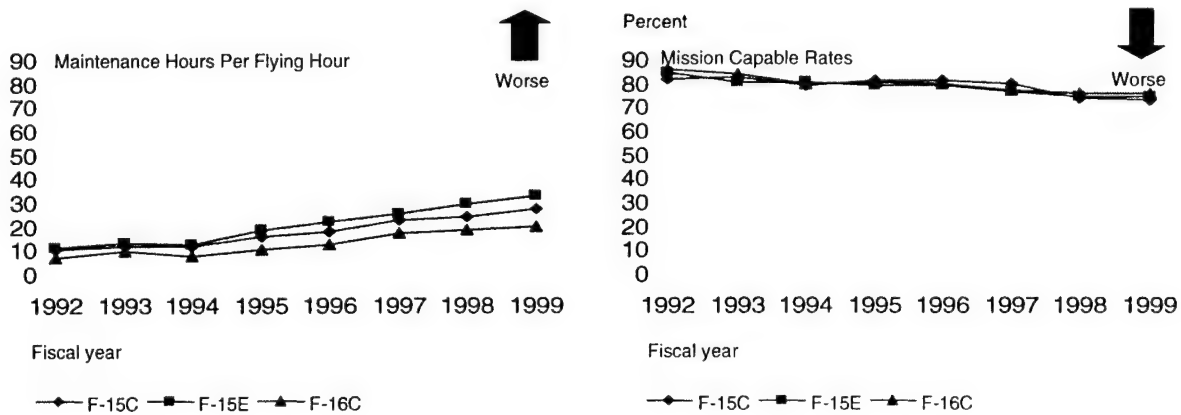 Maintenance Hours Per Flying Hour
Worse
90
80
70
60
50
40
30
20
10
0
1992 1993 1994 1995 1996 1997 1998 1999
Fiscal year
F-15C F-15E F-16C
Percent
Mission Capable Rates
Worse
90
80
70
60
50
40
30
20
10
0
1992 1993 1994 1995 1996 1997 1998 1999
Fiscal year
F-15C F-15E F-16C